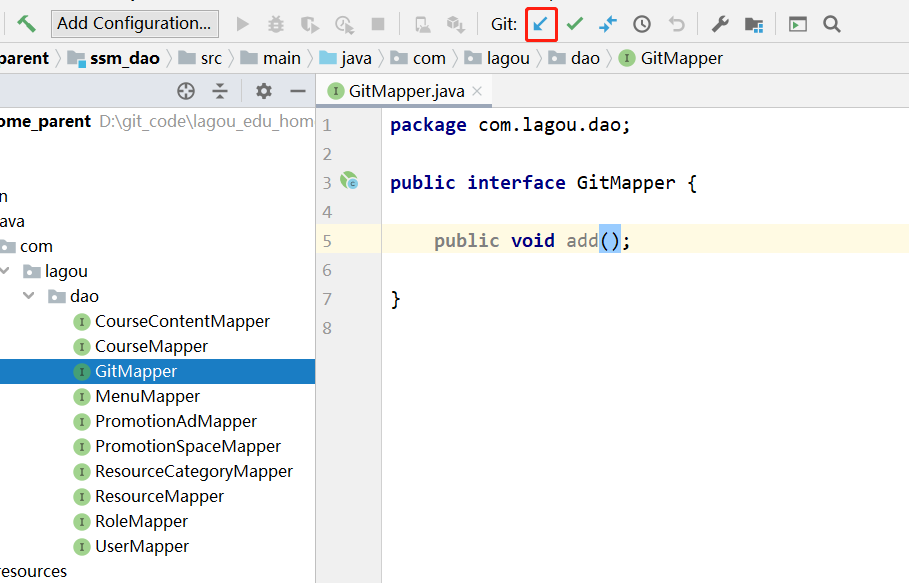 Add Configuration...
Git:
parent
ssm_dao
src
main
java
com
lagou
dao
GitMapper
GitMapper.java
ome_parent D:\git_code\lagou_edu_hom
n
ava
com
lagou
dao
CourseContentMapper
CourseMapper
GitMapper
MenuMapper
PromotionAdMapper
PromotionSpaceMapper
ResourceCategoryMapper
ResourceMapper
RoleMapper
UserMapper
resources
1 package com.lagou.dao;
2
3 public interface GitMapper {
4
5 public void add();
6
7 }
8